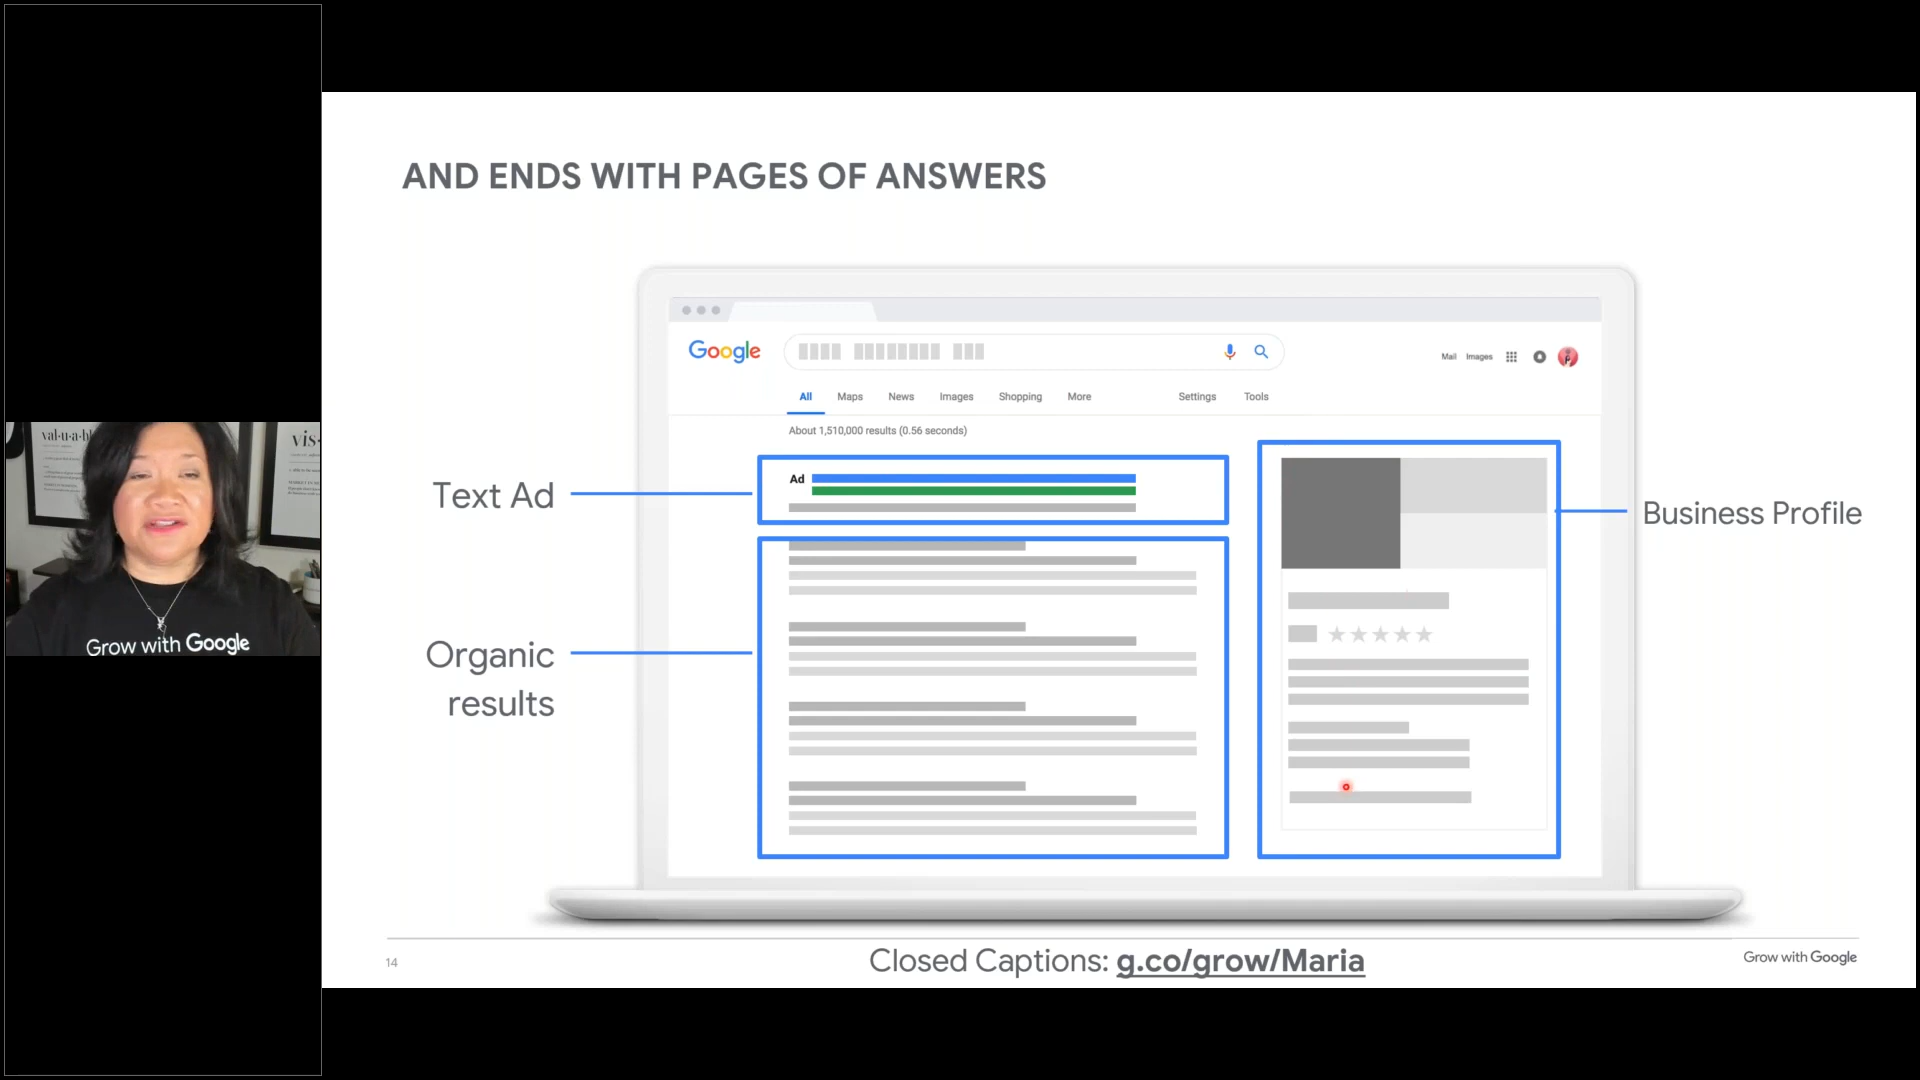 AND ENDS WITH PAGES OF ANSWERS
Google
Mail
Images
All
Maps
News
Images
Shopping
More
Settings
Tools
About 1,510,000 results (0.56 seconds)
Text Ad
Ad
Business Profile
Organic
results
val·u·a·bl
vis·
Grow with Google
14
Closed Captions: g.co/grow/Maria
Grow with Google